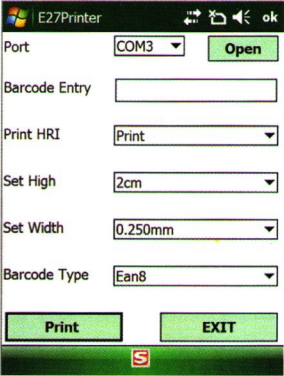 E27Printer ok
Port COM3 Open
Barcode Entry
Print HRI Print
Set High 2cm
Set Width 0.250mm
Barcode Type Ean8
Print EXIT
S